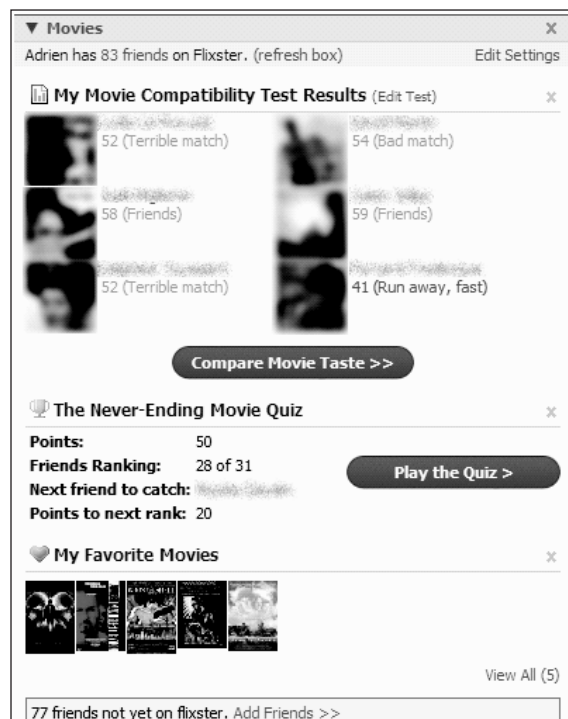 ▼ Movies x
Adrien has 83 friends on Flixster. (refresh box) Edit Settings
My Movie Compatibility Test Results (Edit Test) x
52 (Terrible match) 54 (Bad match)
58 (Friends) 59 (Friends)
52 (Terrible match) 41 (Run away, fast)
Compare Movie Taste >>
The Never-Ending Movie Quiz x
Points: 50
Friends Ranking: 28 of 31
Play the Quiz >
Next friend to catch:
Points to next rank: 20
My Favorite Movies x
View All (5)
77 friends not yet on flixster. Add Friends >>